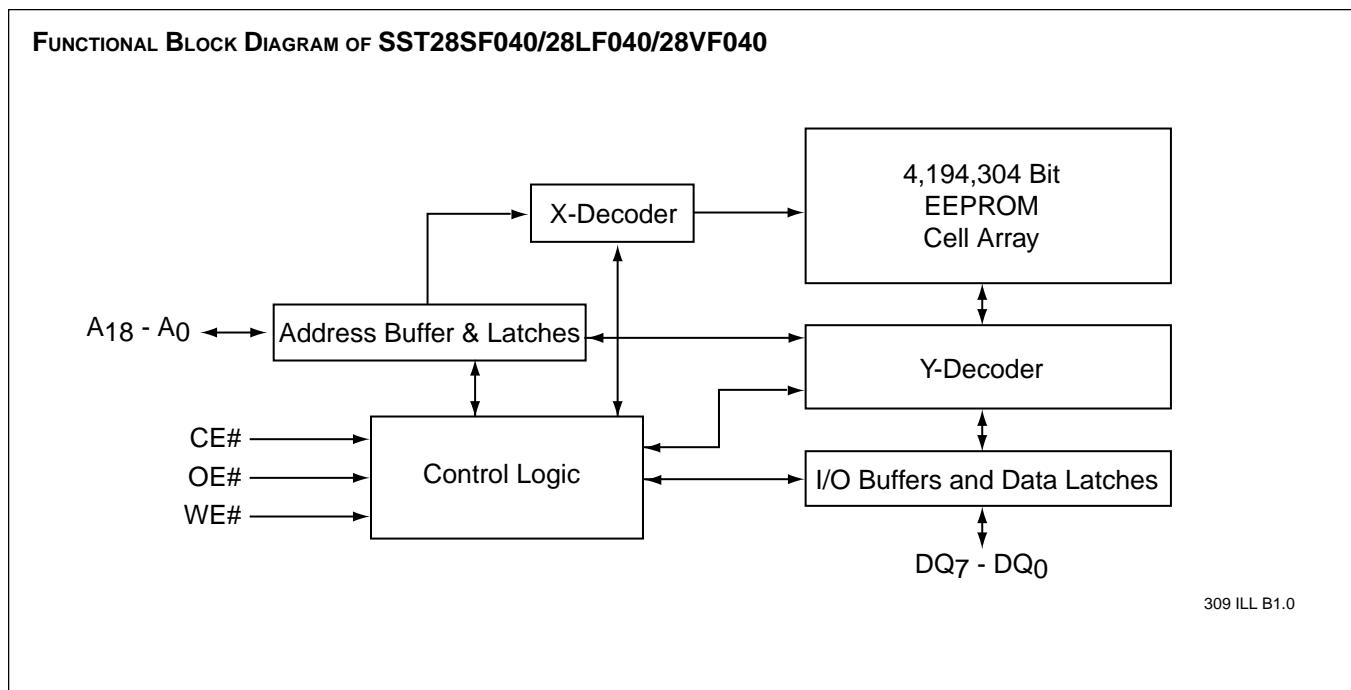 FUNCTIONAL BLOCK DIAGRAM OF SST28SF040/28LF040/28VF040
4,194,304 Bit
EEPROM
Cell Array
X-Decoder
A18 - A0
Address Buffer & Latches
Y-Decoder
CE#
OE#
WE#
Control Logic
I/O Buffers and Data Latches
DQ7 - DQ0
309 ILL B1.0